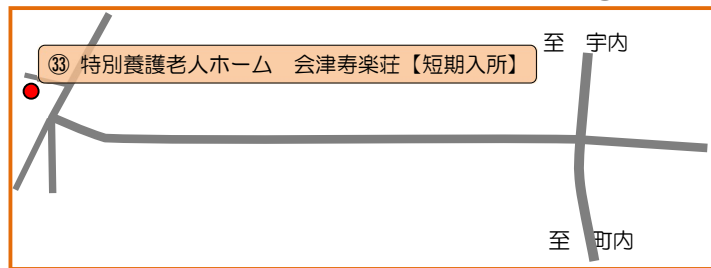 至　宇内
㉝ 特別養護老人ホーム　会津寿楽荘【短期入所】
至　町内